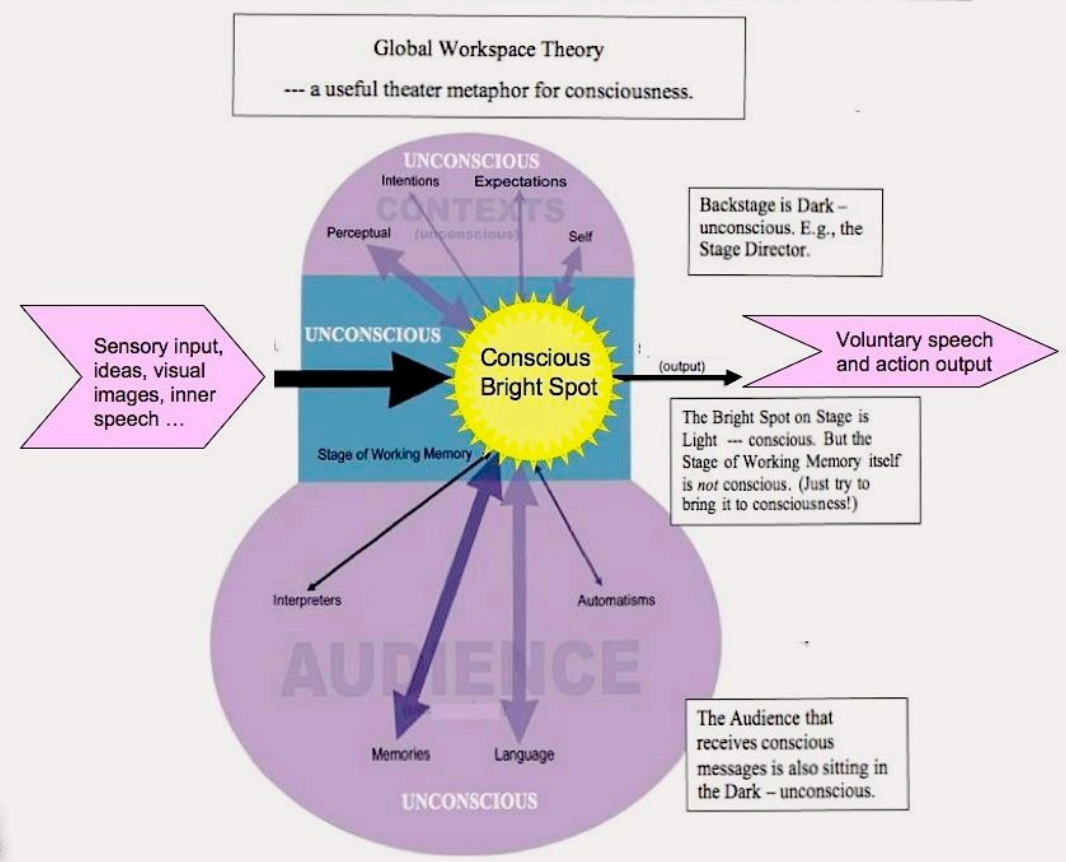 Global Workspace Theory
--- a useful theater metaphor for consciousness.
UNCONSCIOUS
Intentions
Expectations
CONTEXTS
(unconscious)
Perceptual
Self
Backstage is Dark –
unconscious. E.g., the
Stage Director.
Sensory input,
ideas, visual
images, inner
speech …
UNCONSCIOUS
Conscious
Bright Spot
(output)
Voluntary speech
and action output
Stage of Working Memory
The Bright Spot on Stage is
Light --- conscious. But the
Stage of Working Memory itself
is not conscious. (Just try to
bring it to consciousness!)
Interpreters
Automatisms
AUDIENCE
Memories
Language
UNCONSCIOUS
The Audience that
receives conscious
messages is also sitting in
the Dark – unconscious.